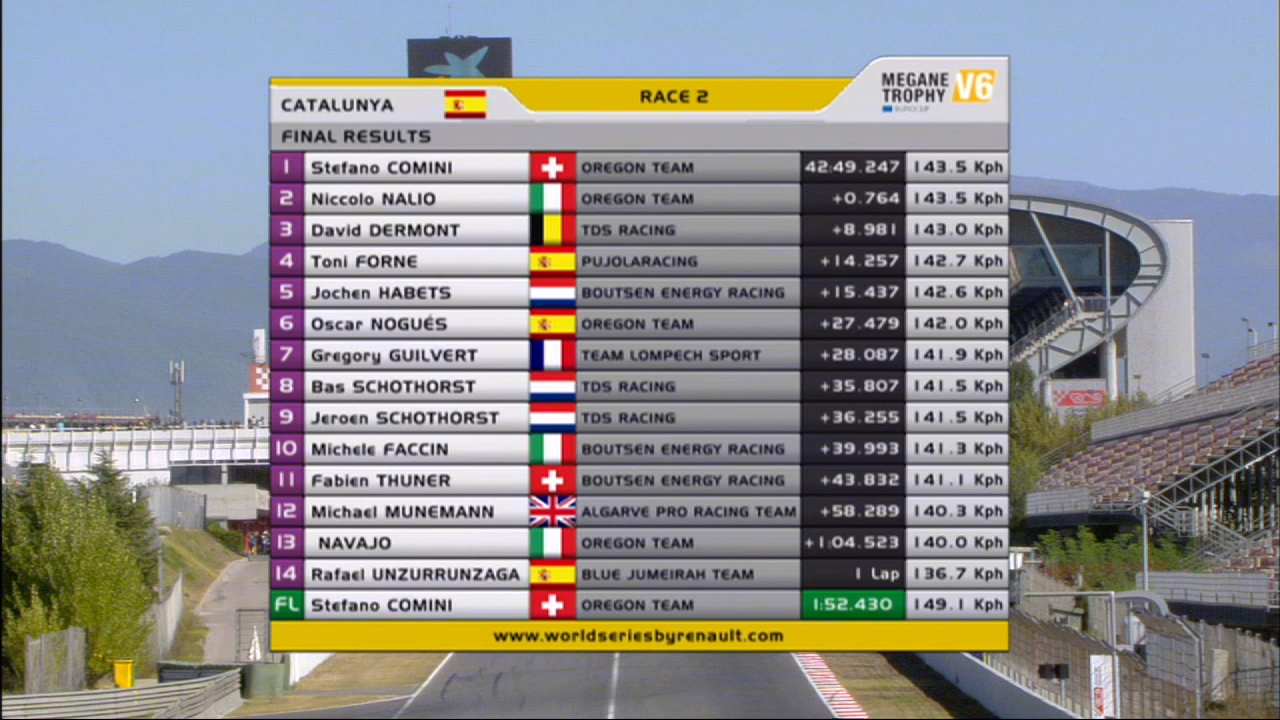 CATALUNYA RACE 2 MEGANE TROPHY V6
FINAL RESULTS
1 Stefano COMINI OREGON TEAM 42:49.247 143.5 Kph
2 Niccolo NALIO OREGON TEAM +0.764 143.5 Kph
3 David DERMONT TDS RACING +8.981 143.0 Kph
4 Toni FORNE PUJOLARACING +14.257 142.7 Kph
5 Jochen HABETS BOUTSEN ENERGY RACING +15.437 142.6 Kph
6 Oscar NOGUÉS OREGON TEAM +27.479 142.0 Kph
7 Gregory GUILVERT TEAM LOMPECH SPORT +28.087 141.9 Kph
8 Bas SCHOTHORST TDS RACING +35.807 141.5 Kph
9 Jeroen SCHOTHORST TDS RACING +36.255 141.5 Kph
10 Michele FACCIN BOUTSEN ENERGY RACING +39.993 141.3 Kph
11 Fabien THUNER BOUTSEN ENERGY RACING +43.832 141.1 Kph
12 Michael MUNEMANN ALGARVE PRO RACING TEAM +58.289 140.3 Kph
13 NAVAJO OREGON TEAM +1:04.523 140.0 Kph
14 Rafael UNZURRUNZAGA BLUE JUMEIRAH TEAM 1 Lap 136.7 Kph
FL Stefano COMINI OREGON TEAM 1:52.430 149.1 Kph
www.worldseriesbyrenault.com